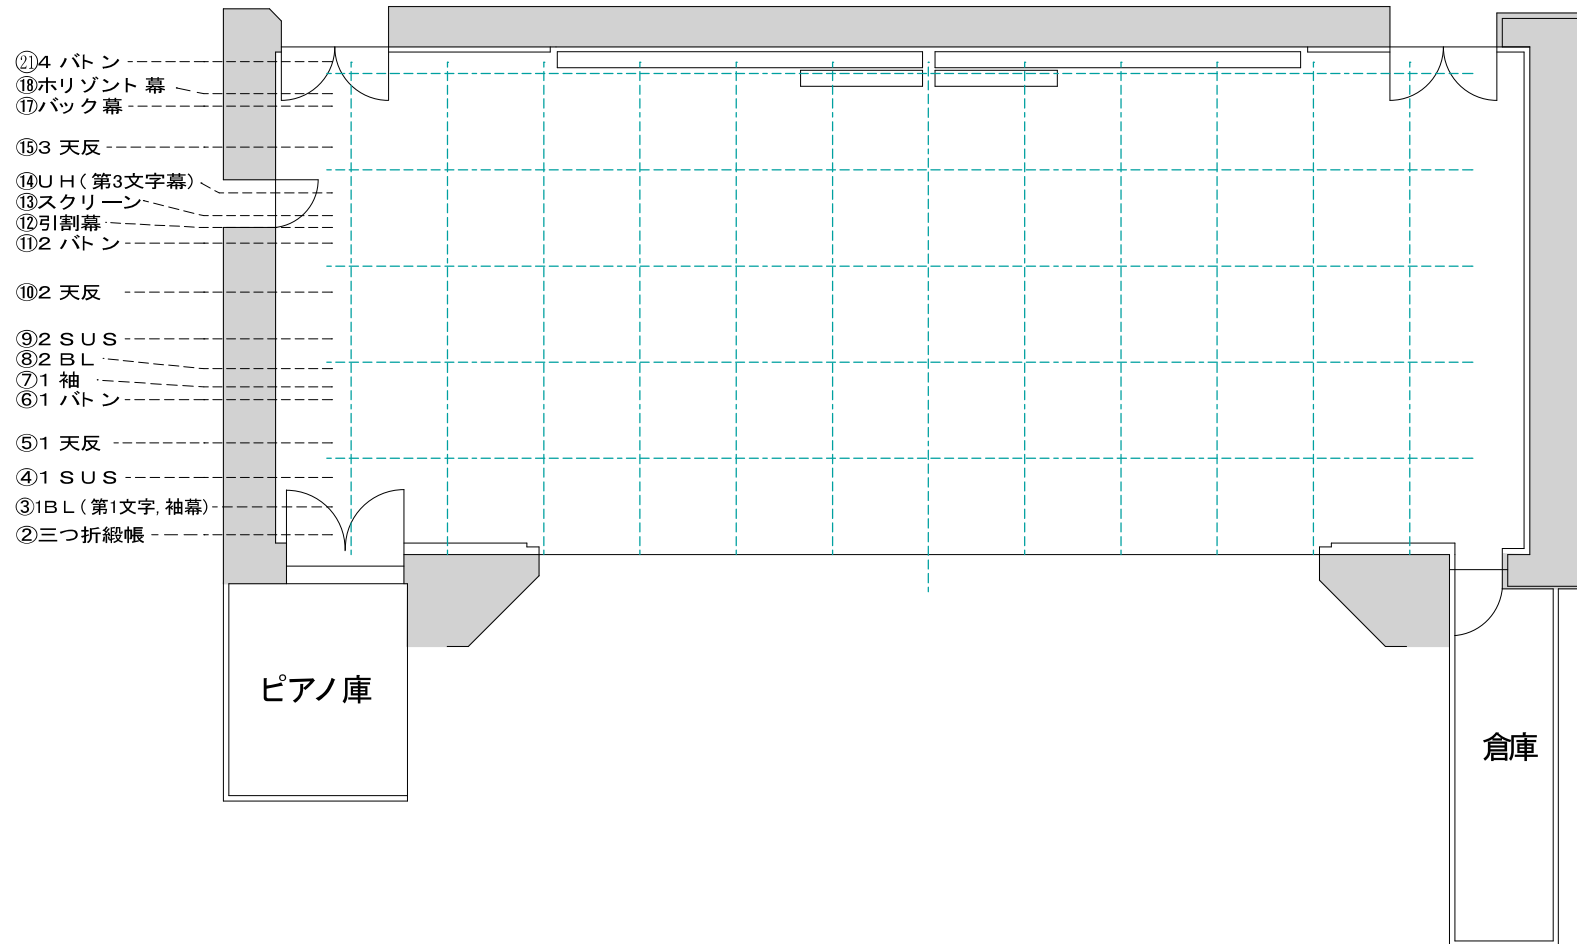 ㉑4 バトン
⑱ホリゾント幕
⑰バック幕
⑮3 天反
⑭UH(第3文字幕)
⑬スクリーン
⑫引割幕
⑪2 バトン
⑩2 天反
⑨2 SUS
⑧2 BL
⑦1 袖
⑥1 バトン
⑤1 天反
④1 SUS
③1BL(第1文字,袖幕)
②三つ折緞帳
ピアノ庫
倉庫